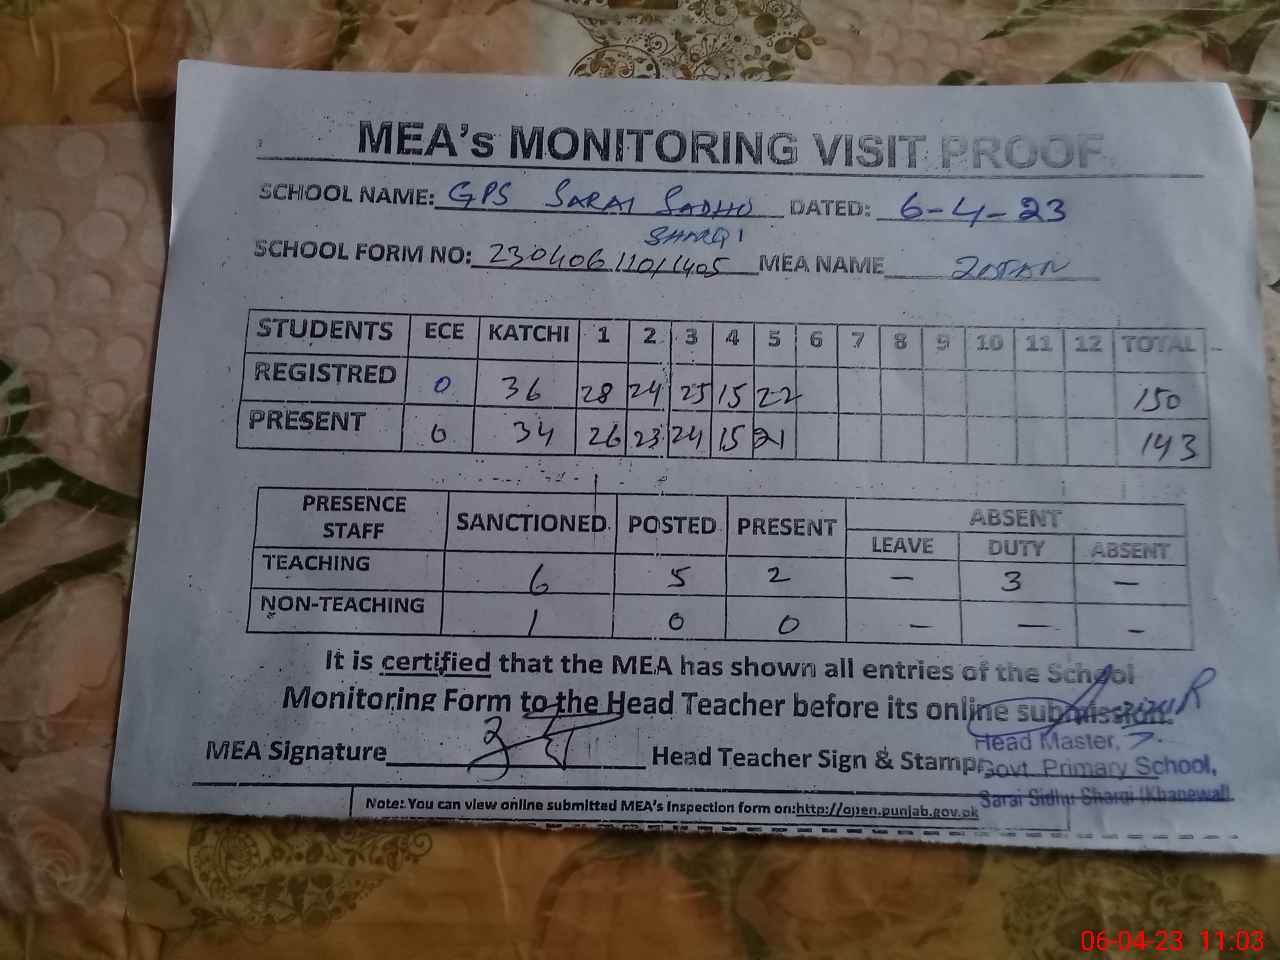 MEA's MONITORING VISIT PROOF
SCHOOL NAME: GPS SARAI SADHU DATED: 6-4-23
SHARQI
SCHOOL FORM NO: 230406110/1405 MEA NAME
STUDENTS ECE KATCHI 1 2 3 4 5 6 7 8 9 10 11 12 TOTAL
REGISTRED 0 36 28 24 25 15 22 150
PRESENT 0 34 26 23 24 15 21 143
PRESENCE STAFF SANCTIONED POSTED PRESENT ABSENT
LEAVE DUTY ABSENT
TEACHING 6 5 2 — 3 —
NON-TEACHING 1 0 0 — — —
It is certified that the MEA has shown all entries of the School
Monitoring Form to the Head Teacher before its online submission.
MEA Signature Head Teacher Sign & Stamp
Head Master,
Govt. Primary School,
Sarai Sidhu Sharqi (Khanewal)
Note: You can view online submitted MEA's Inspection form on:http://open.punjab.gov.pk
06-04-23 11:03